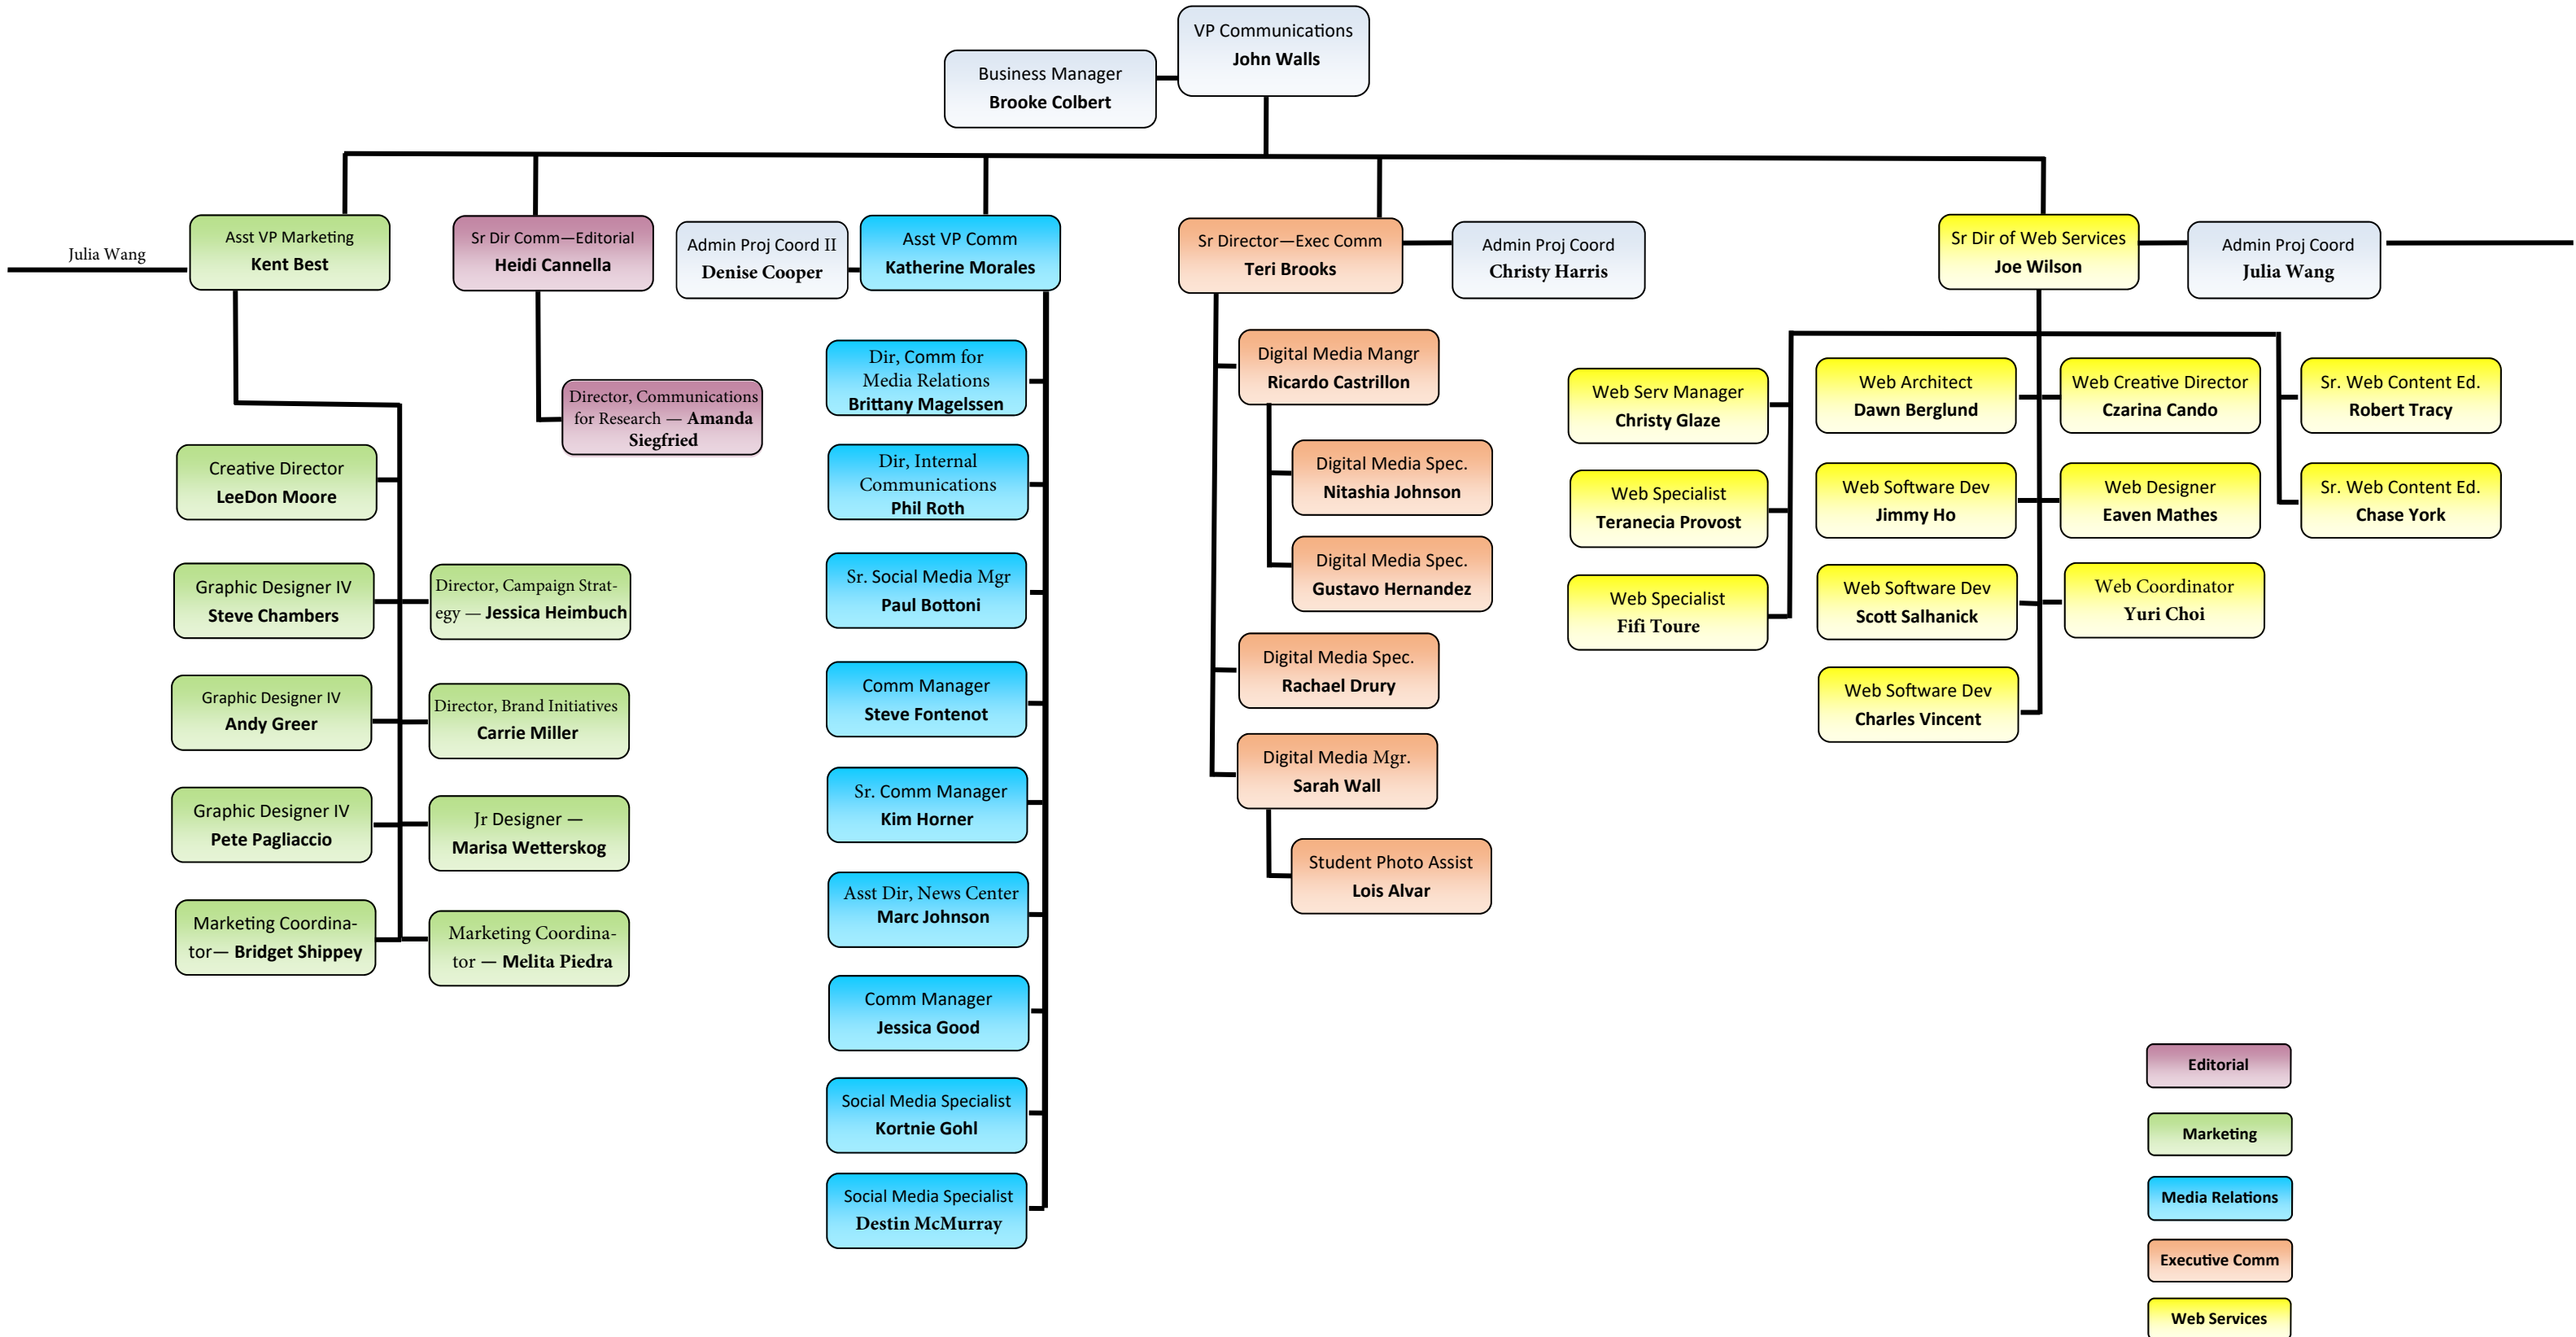 VP Communications
John Walls
Business Manager
Brooke Colbert
Julia Wang
Asst VP Marketing
Kent Best
Sr Dir Comm—Editorial
Heidi Cannella
Admin Proj Coord II
Denise Cooper
Asst VP Comm
Katherine Morales
Sr Director—Exec Comm
Teri Brooks
Admin Proj Coord
Christy Harris
Sr Dir of Web Services
Joe Wilson
Admin Proj Coord
Julia Wang
Creative Director
LeeDon Moore
Graphic Designer IV
Steve Chambers
Director, Campaign Strat-
egy — Jessica Heimbuch
Graphic Designer IV
Andy Greer
Director, Brand Initiatives
Carrie Miller
Graphic Designer IV
Pete Pagliaccio
Jr Designer —
Marisa Wetterskog
Marketing Coordina-
tor— Bridget Shippey
Marketing Coordina-
tor — Melita Piedra
Director, Communications
for Research — Amanda
Siegfried
Dir, Comm for
Media Relations
Brittany Magelssen
Dir, Internal
Communications
Phil Roth
Sr. Social Media Mgr
Paul Bottoni
Comm Manager
Steve Fontenot
Sr. Comm Manager
Kim Horner
Asst Dir, News Center
Marc Johnson
Comm Manager
Jessica Good
Social Media Specialist
Kortnie Gohl
Social Media Specialist
Destin McMurray
Digital Media Mangr
Ricardo Castrillon
Digital Media Spec.
Nitashia Johnson
Digital Media Spec.
Gustavo Hernandez
Digital Media Spec.
Rachael Drury
Digital Media Mgr.
Sarah Wall
Student Photo Assist
Lois Alvar
Web Serv Manager
Christy Glaze
Web Specialist
Teranecia Provost
Web Specialist
Fifi Toure
Web Architect
Dawn Berglund
Web Software Dev
Jimmy Ho
Web Software Dev
Scott Salhanick
Web Software Dev
Charles Vincent
Web Creative Director
Czarina Cando
Web Designer
Eaven Mathes
Web Coordinator
Yuri Choi
Sr. Web Content Ed.
Robert Tracy
Sr. Web Content Ed.
Chase York
Editorial
Marketing
Media Relations
Executive Comm
Web Services